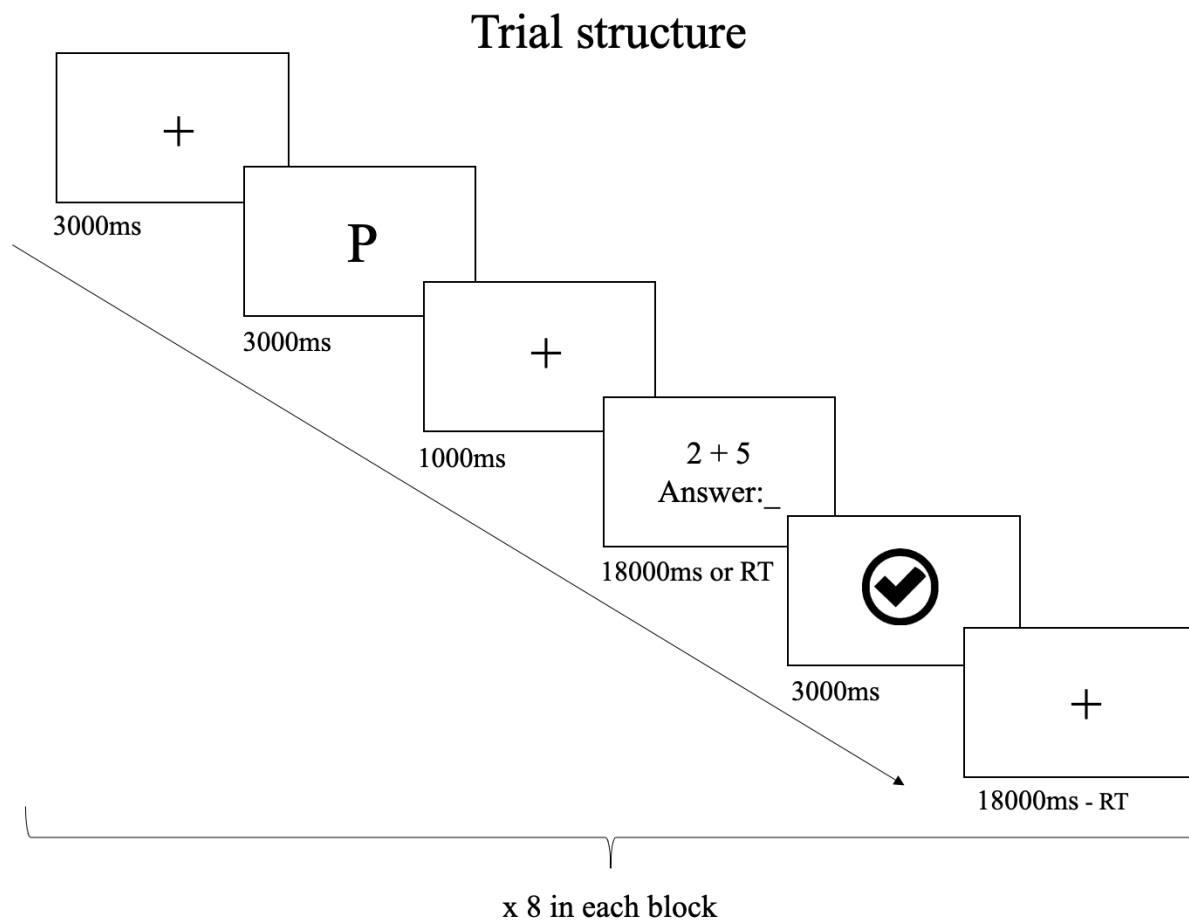 Trial structure
+
3000ms
P
3000ms
+
1000ms
2 + 5
Answer:_
18000ms or RT
3000ms
+
18000ms - RT
x 8 in each block